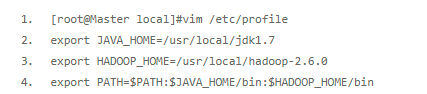 1. [root@Master local]#vim /etc/profile
2. export JAVA_HOME=/usr/local/jdk1.7
3. export HADOOP_HOME=/usr/local/hadoop-2.6.0
4. export PATH=$PATH:$JAVA_HOME/bin:$HADOOP_HOME/bin